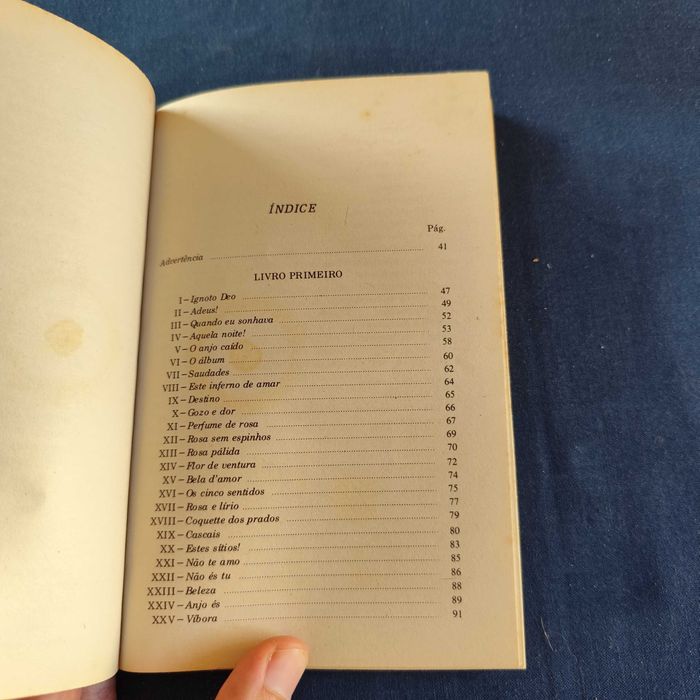 ÍNDICE
Pág.
Advertência 41
LIVRO PRIMEIRO
I — Ignoto Deo 47
II — Adeus! 49
III — Quando eu sonhava 52
IV — Aquela noite! 53
V — O anjo caído 58
VI — O álbum 60
VII — Saudades 62
VIII — Este inferno de amar 64
IX — Destino 65
X — Gozo e dor 66
XI — Perfume de rosa 67
XII — Rosa sem espinhos 69
XIII — Rosa pálida 70
XIV — Flor de ventura 72
XV — Bela d'amor 74
XVI — Os cinco sentidos 75
XVII — Rosa e lírio 77
XVIII — Coquette dos prados 79
XIX — Cascais 80
XX — Estes sítios! 83
XXI — Não te amo 85
XXII — Não és tu 86
XXIII — Beleza 88
XXIV — Anjo és 89
XXV — Víbora 91